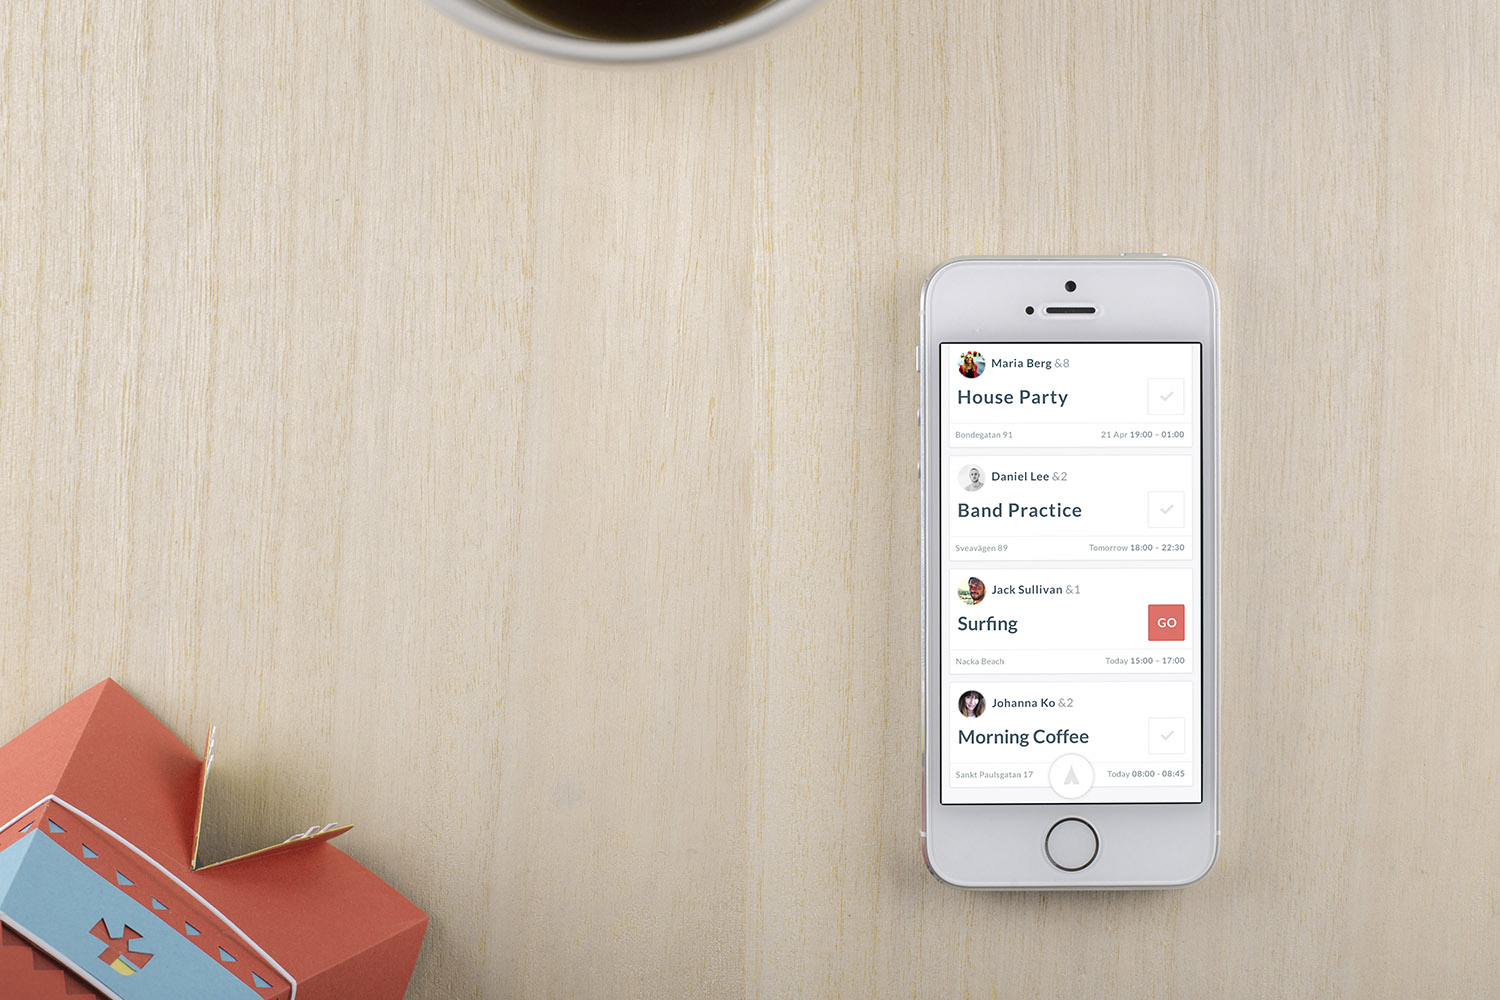 Maria Berg &8
House Party
Bondegatan 91
21 Apr 19:00 – 01:00
Daniel Lee &2
Band Practice
Sveavägen 89
Tomorrow 18:00 – 22:30
Jack Sullivan &1
Surfing
GO
Nacka Beach
Today 15:00 – 17:00
Johanna Ko &2
Morning Coffee
Sankt Paulsgatan 17
Today 08:00 - 08:45